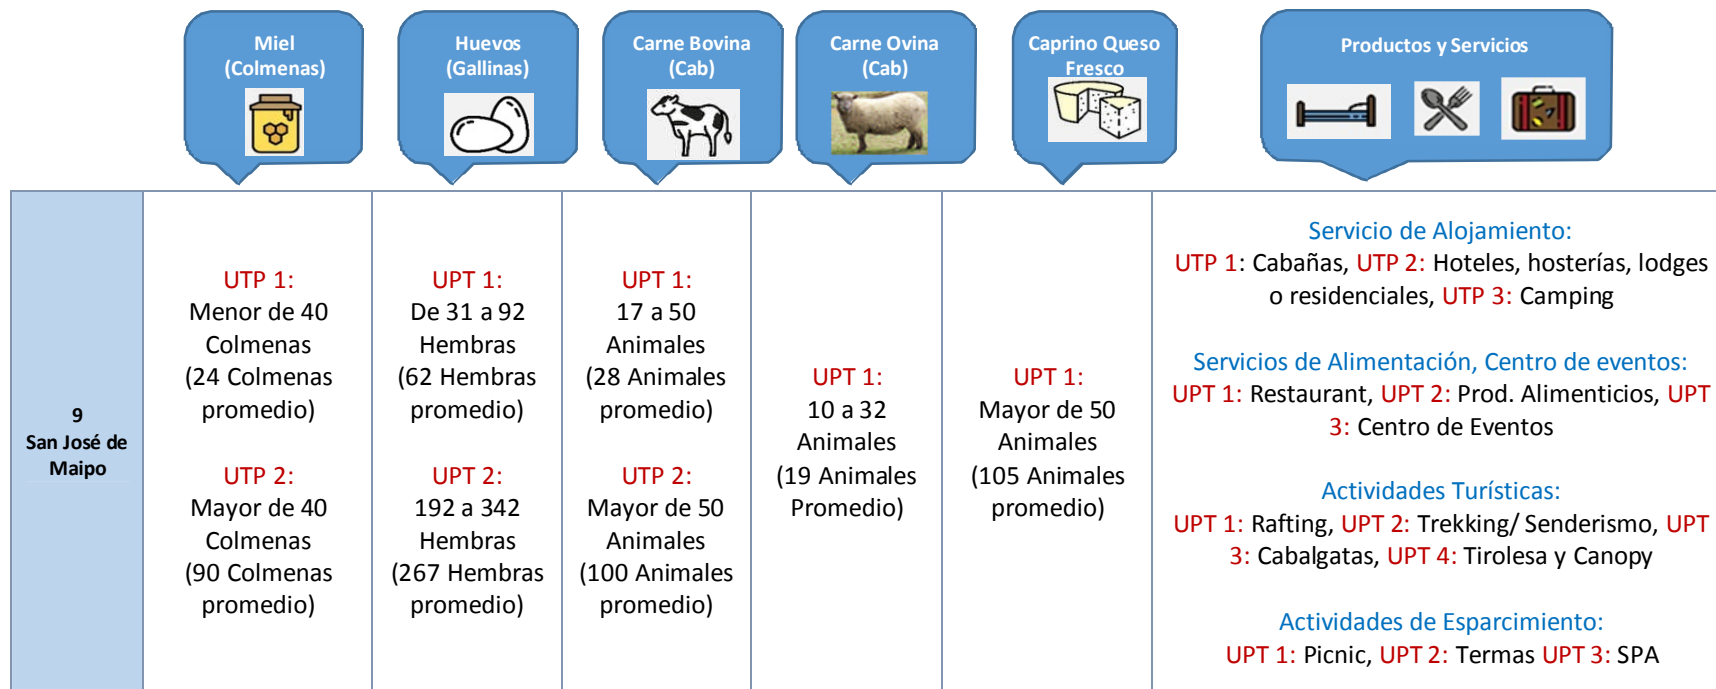 Miel
(Colmenas)
Huevos
(Gallinas)
Carne Bovina
(Cab)
Carne Ovina
(Cab)
Caprino Queso
Fresco
Productos y Servicios
9
San José de
Maipo
UTP 1:
Menor de 40
Colmenas
(24 Colmenas
promedio)
UTP 2:
Mayor de 40
Colmenas
(90 Colmenas
promedio)
UPT 1:
De 31 a 92
Hembras
(62 Hembras
promedio)
UPT 2:
192 a 342
Hembras
(267 Hembras
promedio)
UPT 1:
17 a 50
Animales
(28 Animales
promedio)
UTP 2:
Mayor de 50
Animales
(100 Animales
promedio)
UPT 1:
10 a 32
Animales
(19 Animales
Promedio)
UPT 1:
Mayor de 50
Animales
(105 Animales
promedio)
Servicio de Alojamiento:
UTP 1: Cabañas, UTP 2: Hoteles, hosterías, lodges
o residenciales, UTP 3: Camping
Servicios de Alimentación, Centro de eventos:
UPT 1: Restaurant, UPT 2: Prod. Alimenticios, UPT
3: Centro de Eventos
Actividades Turísticas:
UPT 1: Rafting, UPT 2: Trekking/ Senderismo, UPT
3: Cabalgatas, UPT 4: Tirolesa y Canopy
Actividades de Esparcimiento:
UPT 1: Picnic, UPT 2: Termas UPT 3: SPA